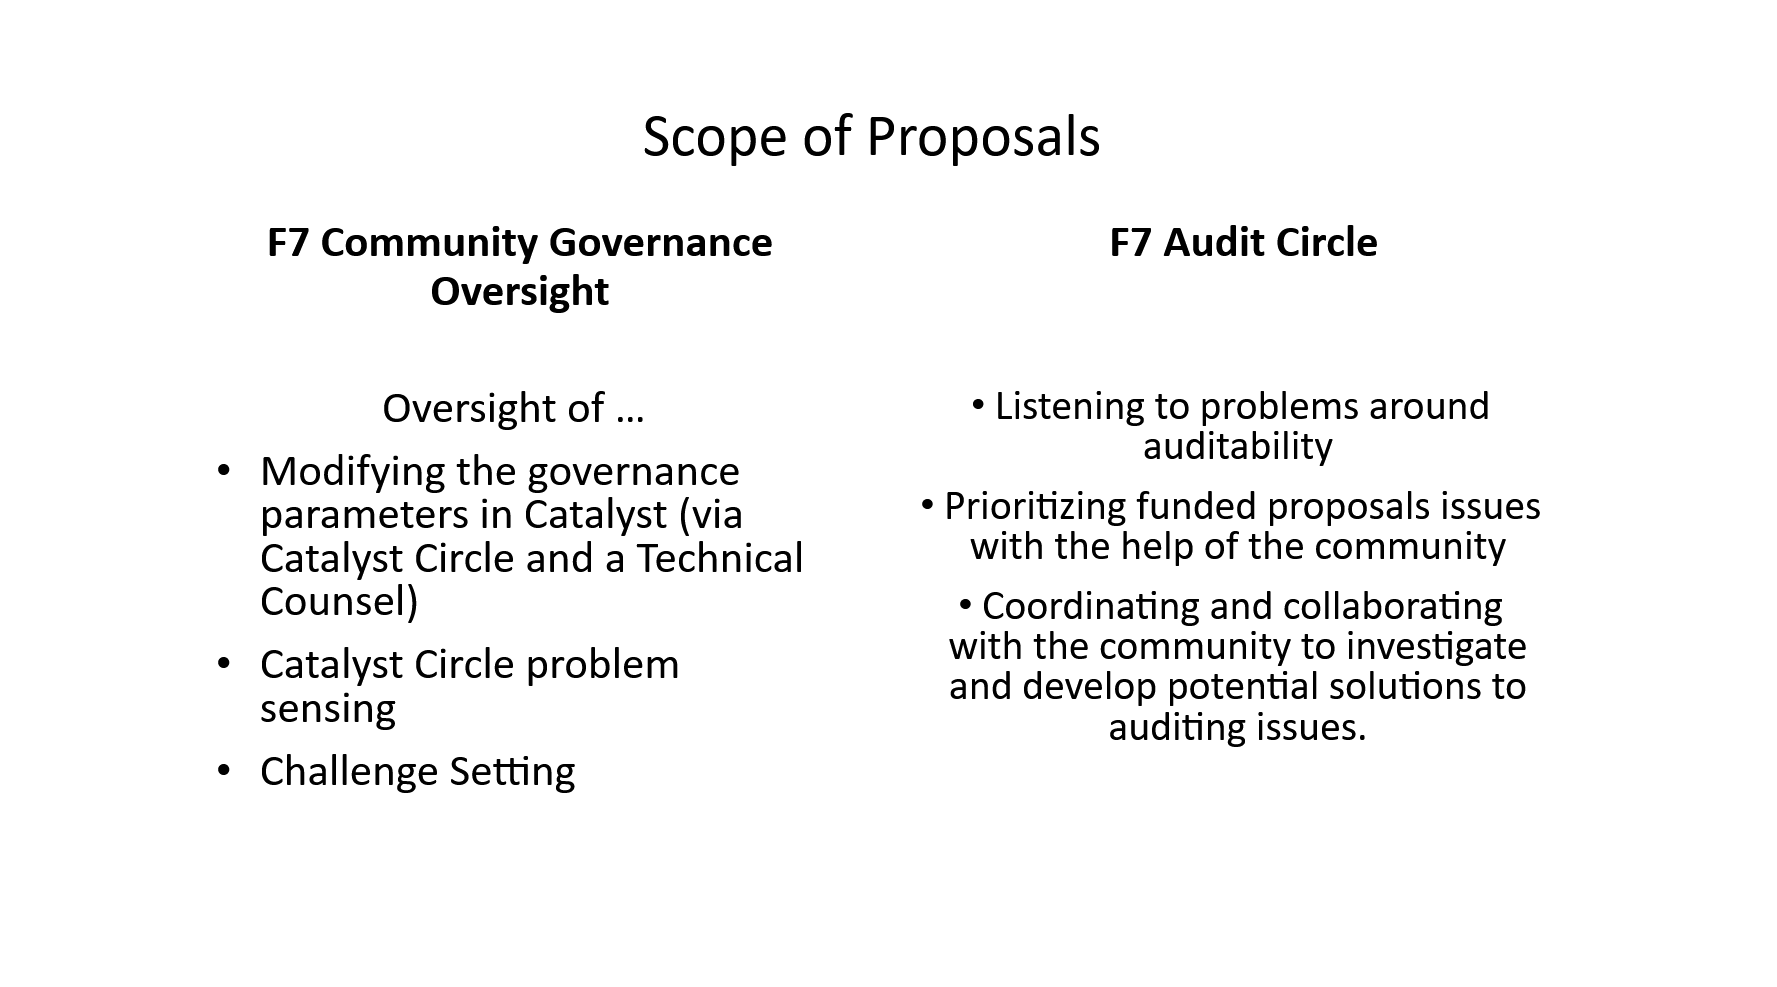 Scope of Proposals
F7 Community Governance
Oversight
Oversight of ...
• Modifying the governance
parameters in Catalyst (via
Catalyst Circle and a Technical
Counsel)
• Catalyst Circle problem
sensing
• Challenge Setting
F7 Audit Circle
• Listening to problems around
auditability
• Prioritizing funded proposals issues
with the help of the community
• Coordinating and collaborating
with the community to investigate
and develop potential solutions to
auditing issues.